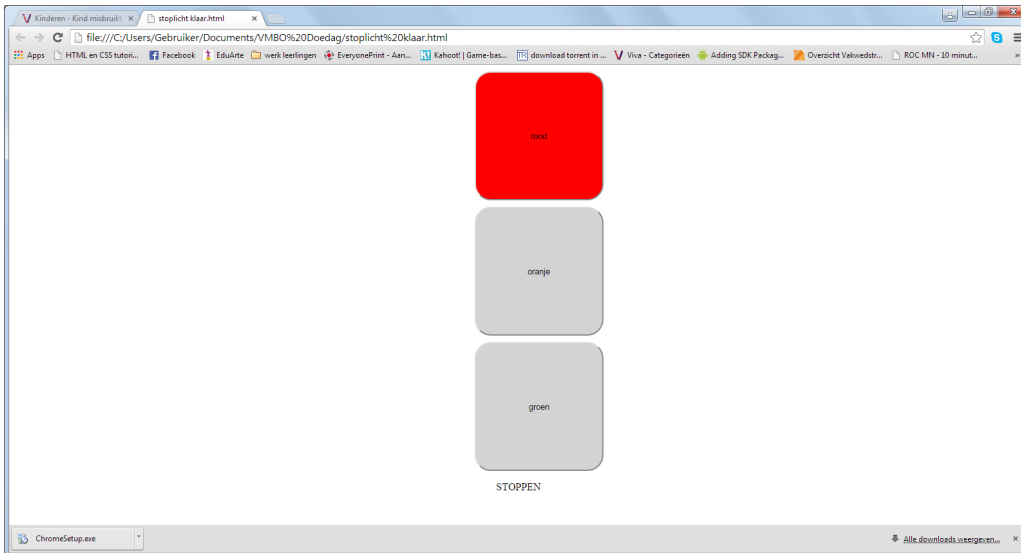 Kinderen - Kind misbruikt
stoplicht klaar.html
file:///C:/Users/Gebruiker/Documents/VMBO%20Doedag/stoplicht%20klaar.html
Apps HTML en CSS tutori... Facebook EduArte werk leerlingen EveryonePrint - Aan... Kahoot! | Game-bas... TR download torrent in ... Viva - Categorieën Adding SDK Packag... Overzicht Vakwedstr... ROC MN - 10 minut... »
rood
oranje
groen
STOPPEN
ChromeSetup.exe
Alle downloads weergeven...